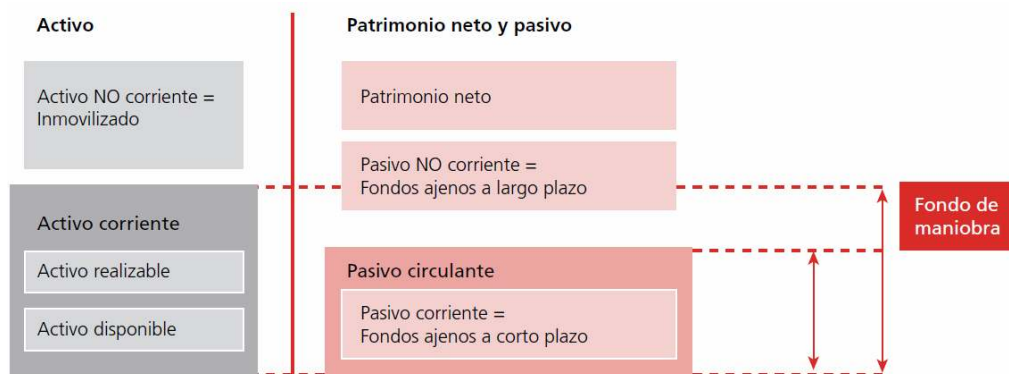 Activo
Patrimonio neto y pasivo
Activo NO corriente =
Inmovilizado
Patrimonio neto
Pasivo NO corriente =
Fondos ajenos a largo plazo
Fondo de
maniobra
Activo corriente
Activo realizable
Activo disponible
Pasivo circulante
Pasivo corriente =
Fondos ajenos a corto plazo